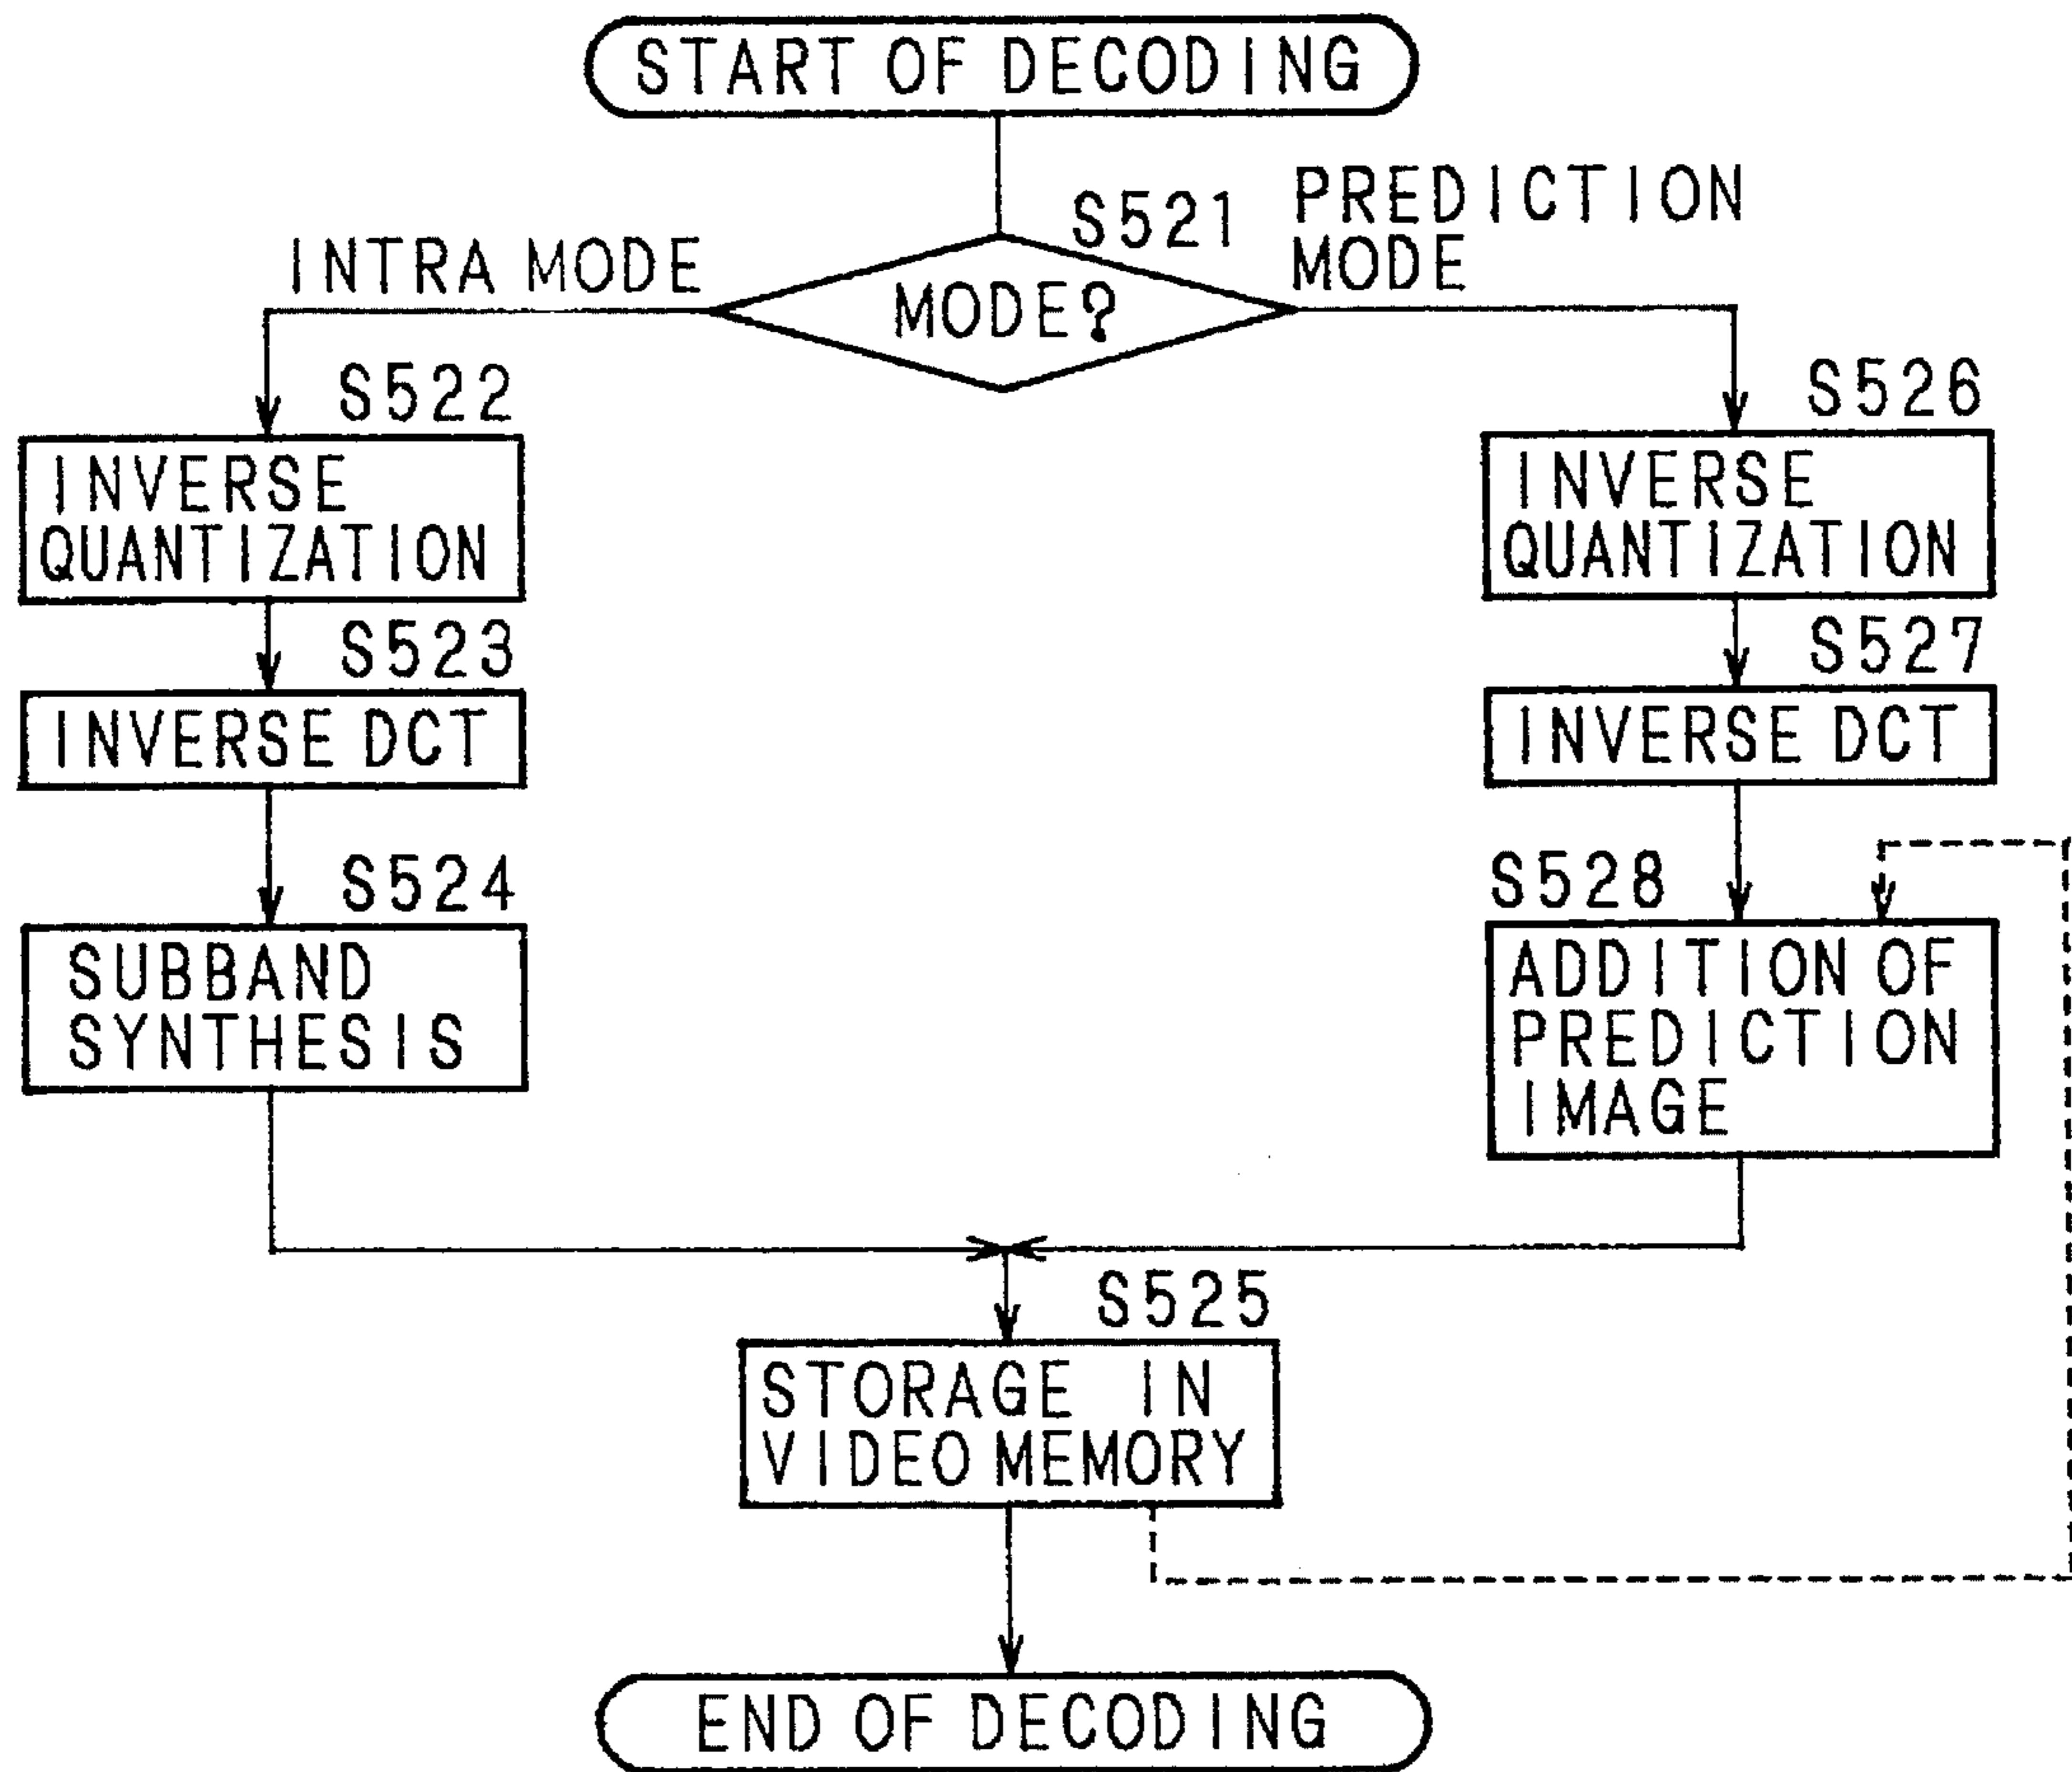 START OF DECODING
S521
PREDICTION
MODE
INTRA MODE
MODE?
S522
INVERSE
QUANTIZATION
S523
INVERSE DCT
S524
SUBBAND
SYNTHESIS
S526
INVERSE
QUANTIZATION
S527
INVERSE DCT
S528
ADDITION OF
PREDICTION
IMAGE
S525
STORAGE IN
VIDEO MEMORY
END OF DECODING